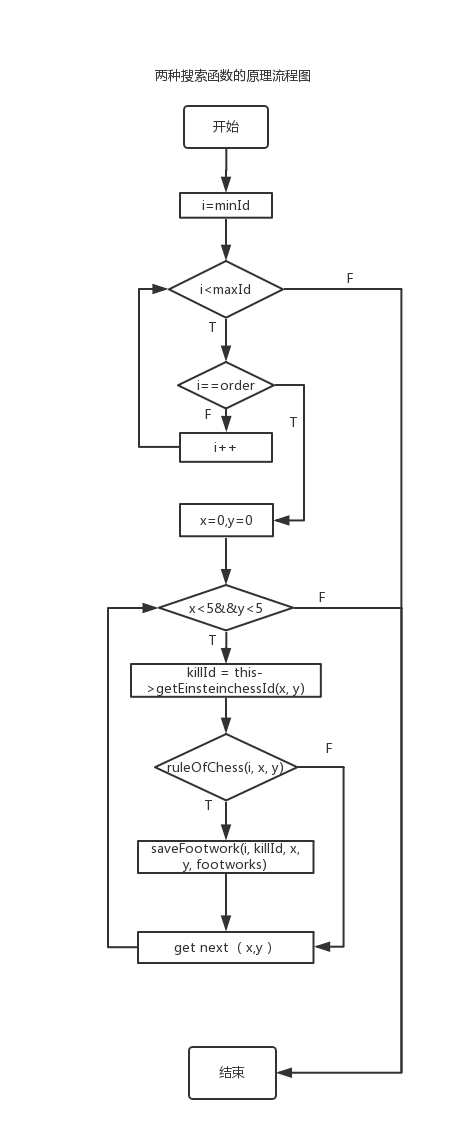 两种搜索函数的原理流程图
开始
i=minId
i<maxId
F
T
i==order
F
T
i++
x=0,y=0
x<5&&y<5
F
T
killId = this-
>getEinsteinchessId(x, y)
ruleOfChess(i, x, y)
F
T
saveFootwork(i, killId, x,
y, footworks)
get next（x,y）
结束